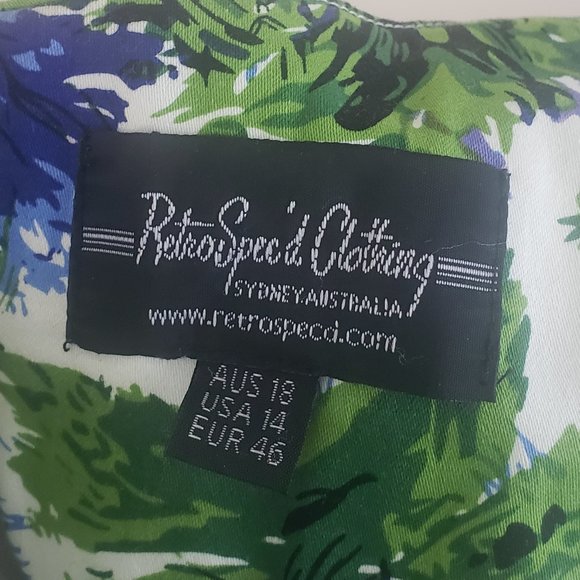 RetroSpec'd Clothing
SYDNEY.AUSTRALIA
www.retrospecd.com
AUS 18
USA 14
EUR 46